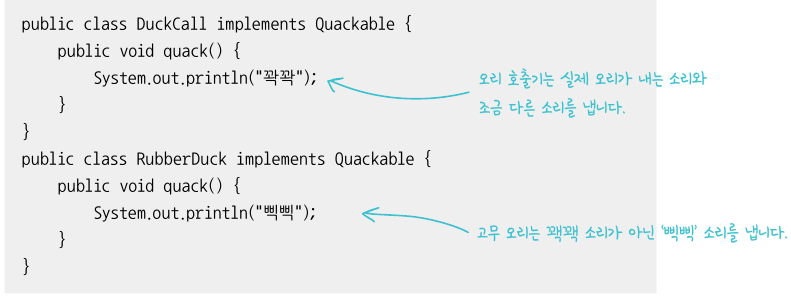 public class DuckCall implements Quackable {
    public void quack() {
        System.out.println("꽉꽉");
    }
}
오리 호출기는 실제 오리가 내는 소리와
조금 다른 소리를 냅니다.
public class RubberDuck implements Quackable {
    public void quack() {
        System.out.println("삑삑");
    }
}
고무 오리는 꽥꽥 소리가 아닌 ‘삑삑’ 소리를 냅니다.